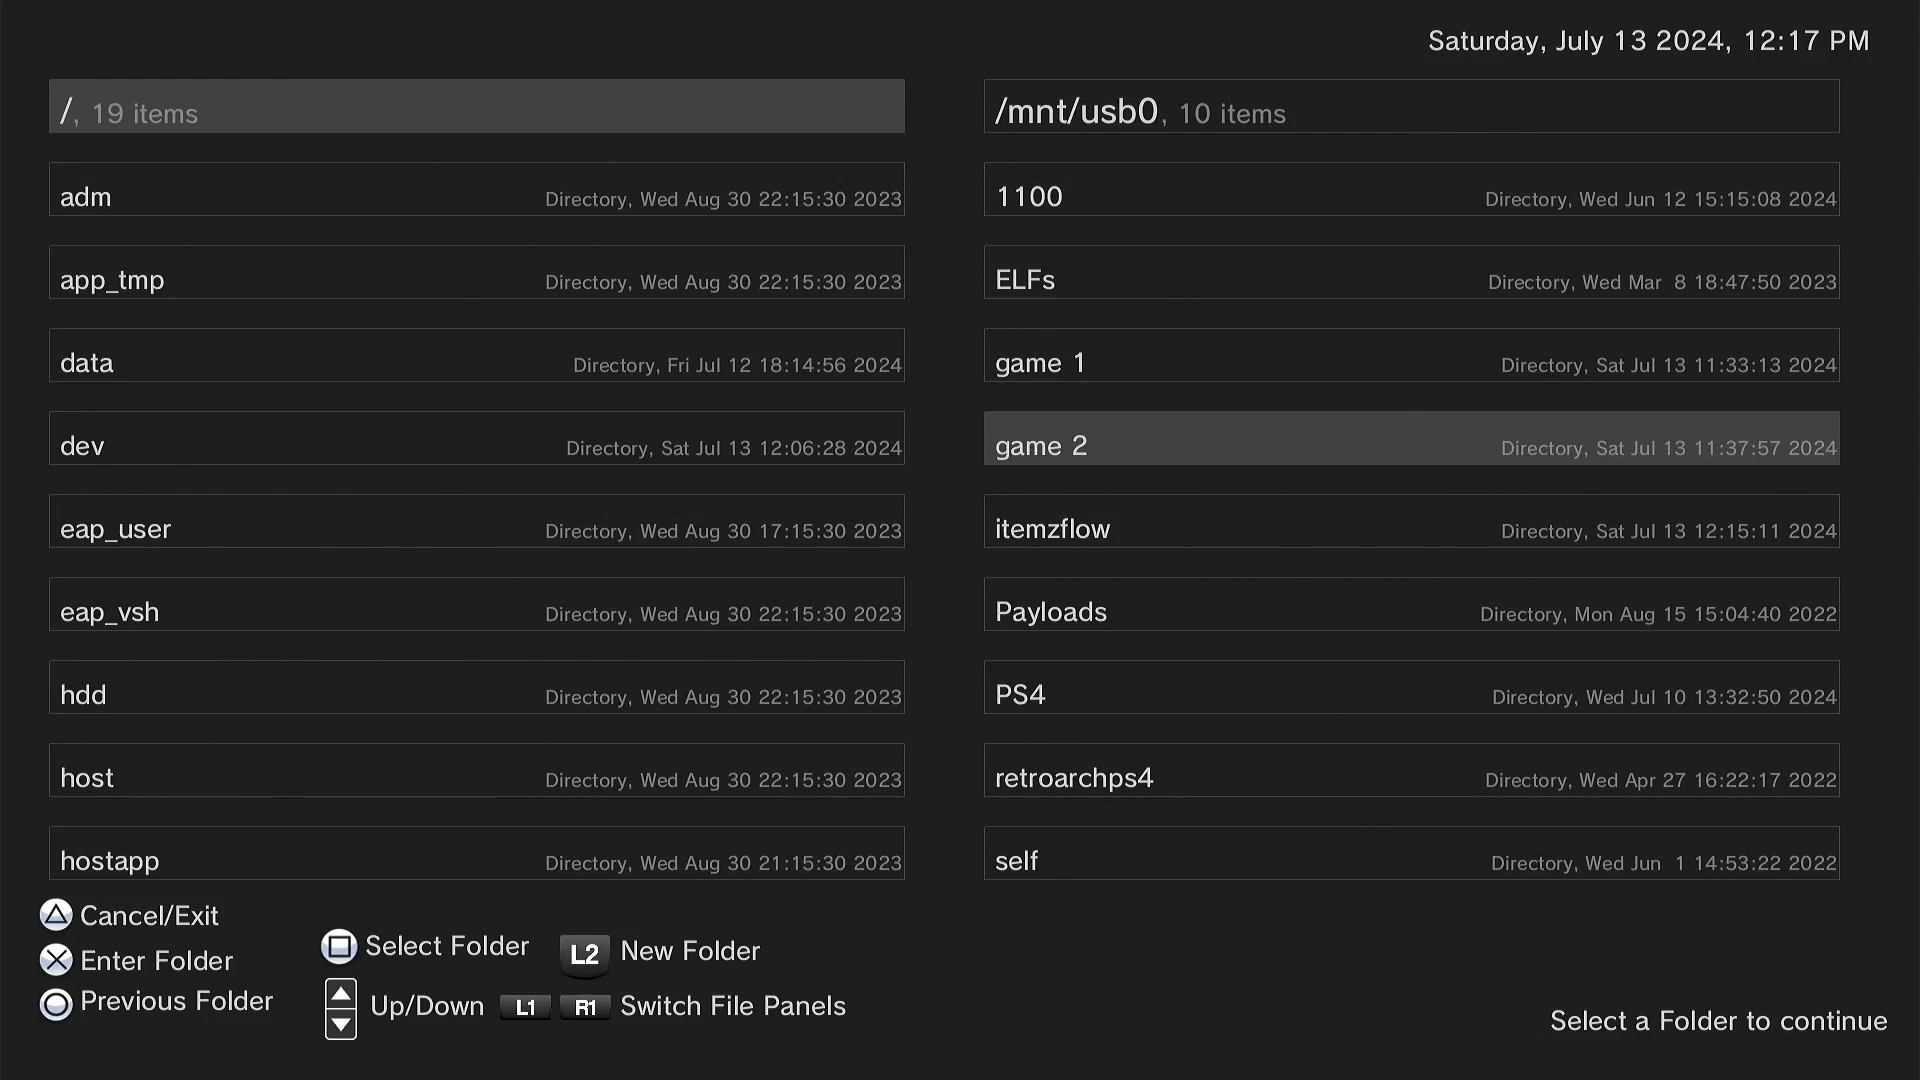 Saturday, July 13 2024, 12:17 PM
/, 19 items
adm Directory, Wed Aug 30 22:15:30 2023
app_tmp Directory, Wed Aug 30 22:15:30 2023
data Directory, Fri Jul 12 18:14:56 2024
dev Directory, Sat Jul 13 12:06:28 2024
eap_user Directory, Wed Aug 30 17:15:30 2023
eap_vsh Directory, Wed Aug 30 22:15:30 2023
hdd Directory, Wed Aug 30 22:15:30 2023
host Directory, Wed Aug 30 22:15:30 2023
hostapp Directory, Wed Aug 30 21:15:30 2023
/mnt/usb0, 10 items
1100 Directory, Wed Jun 12 15:15:08 2024
ELFs Directory, Wed Mar 8 18:47:50 2023
game 1 Directory, Sat Jul 13 11:33:13 2024
game 2 Directory, Sat Jul 13 11:37:57 2024
itemzflow Directory, Sat Jul 13 12:15:11 2024
Payloads Directory, Mon Aug 15 15:04:40 2022
PS4 Directory, Wed Jul 10 13:32:50 2024
retroarchps4 Directory, Wed Apr 27 16:22:17 2022
self Directory, Wed Jun 1 14:53:22 2022
Cancel/Exit
Enter Folder
Previous Folder
Select Folder
L2 New Folder
Up/Down
L1 R1 Switch File Panels
Select a Folder to continue